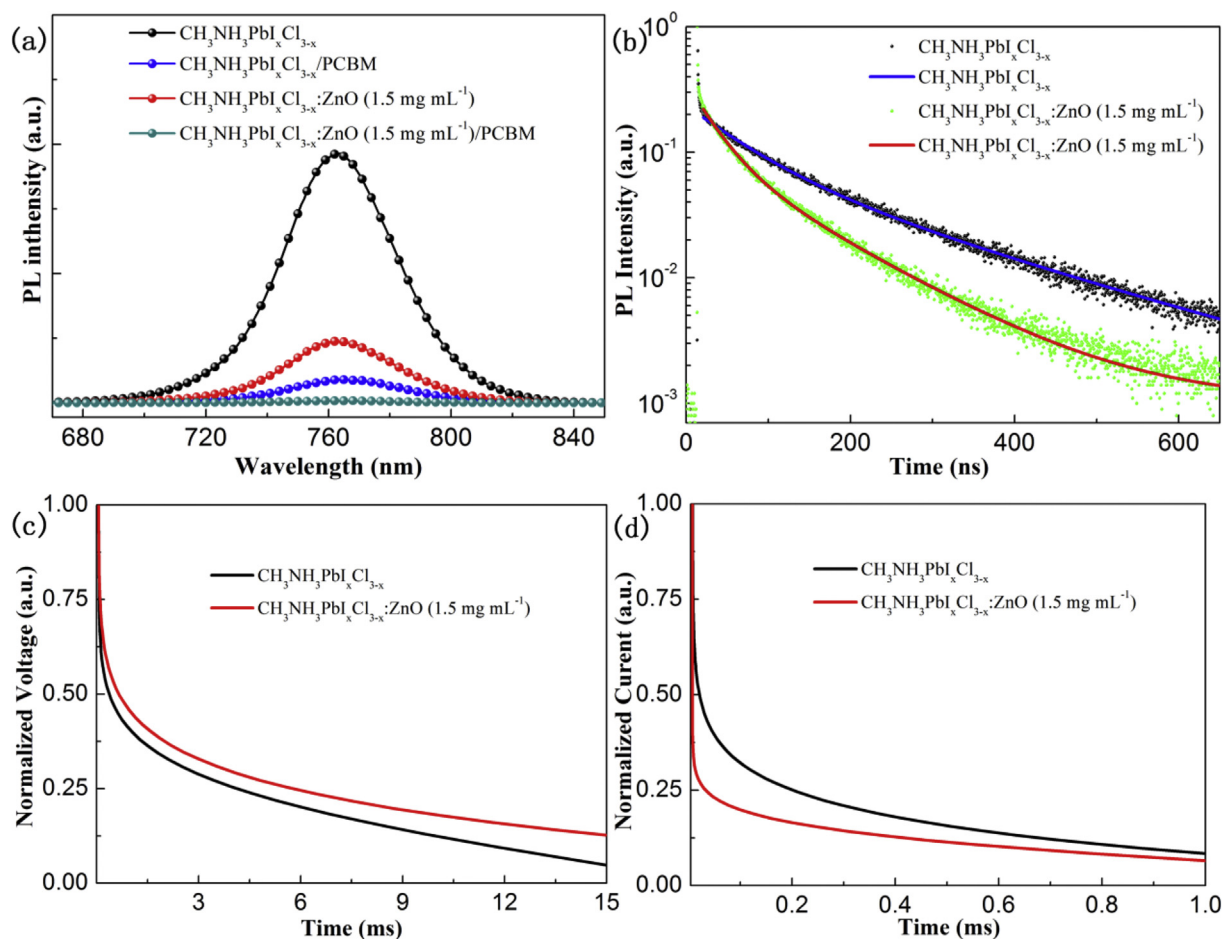 (a)
CH₃NH₃PbIₓCl₃₋ₓ
CH₃NH₃PbIₓCl₃₋ₓ/PCBM
CH₃NH₃PbIₓCl₃₋ₓ:ZnO (1.5 mg mL⁻¹)
CH₃NH₃PbIₓCl₃₋ₓ:ZnO (1.5 mg mL⁻¹)/PCBM
PL inthensity (a.u.)
680 720 760 800 840
Wavelength (nm)
(b)
CH₃NH₃PbIₓCl₃₋ₓ
CH₃NH₃PbIₓCl₃₋ₓ
CH₃NH₃PbIₓCl₃₋ₓ:ZnO (1.5 mg mL⁻¹)
CH₃NH₃PbIₓCl₃₋ₓ:ZnO (1.5 mg mL⁻¹)
PL Intensity (a.u.)
10⁰
10⁻¹
10⁻²
10⁻³
0 200 400 600
Time (ns)
(c)
CH₃NH₃PbIₓCl₃₋ₓ
CH₃NH₃PbIₓCl₃₋ₓ:ZnO (1.5 mg mL⁻¹)
Normalized Voltage (a.u.)
1.00
0.75
0.50
0.25
0.00
3 6 9 12 15
Time (ms)
(d)
CH₃NH₃PbIₓCl₃₋ₓ
CH₃NH₃PbIₓCl₃₋ₓ:ZnO (1.5 mg mL⁻¹)
Normalized Curent (a.u.)
1.00
0.75
0.50
0.25
0.00
0.2 0.4 0.6 0.8 1.0
Time (ms)